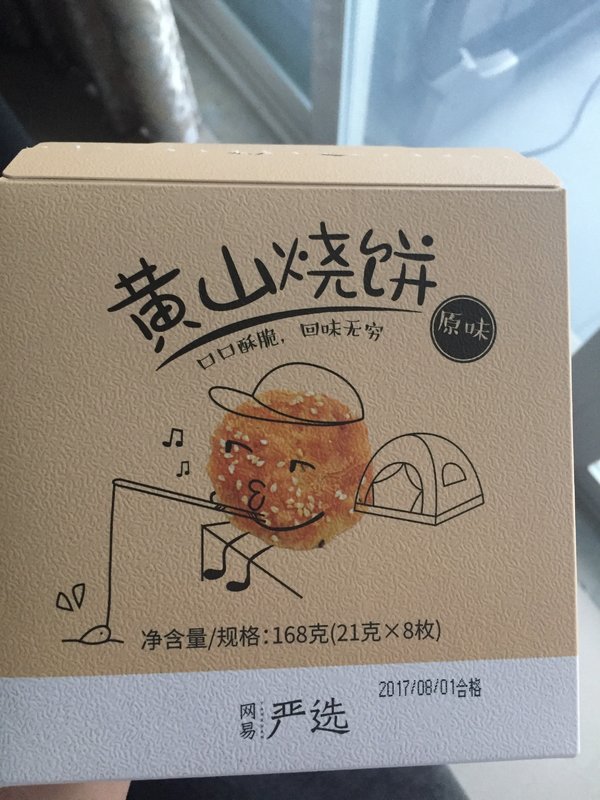 黄山烧饼
原味
口口酥脆，回味无穷
净含量/规格：168克(21克×8枚)
2017/08/01合格
网易
严选